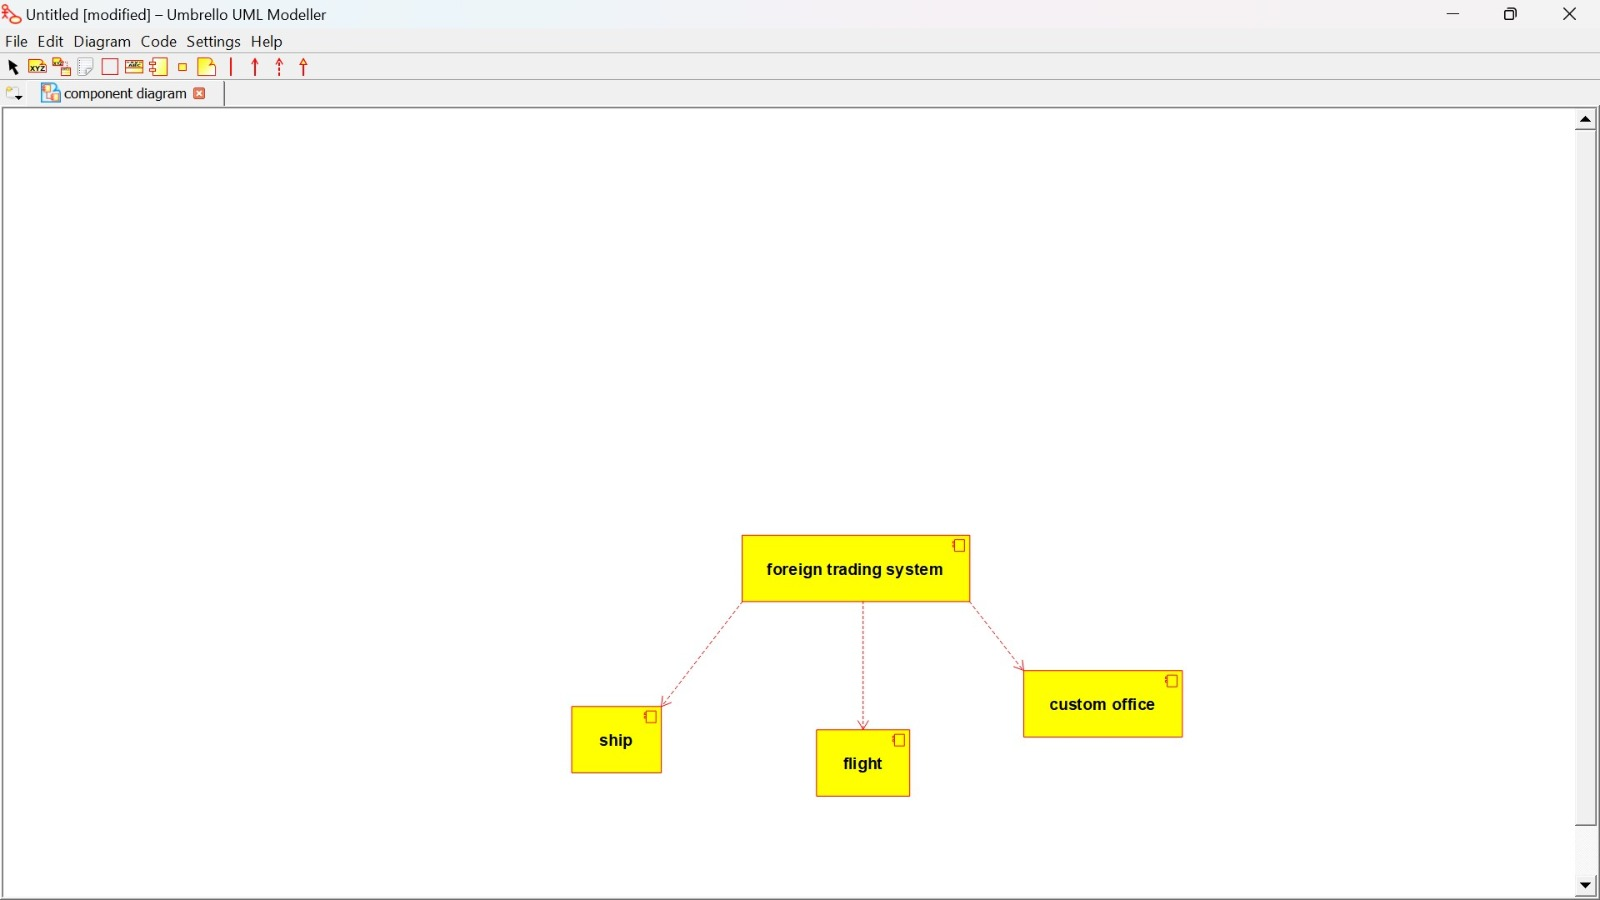 Untitled [modified] – Umbrello UML Modeller
File Edit Diagram Code Settings Help
component diagram
foreign trading system
custom office
ship
flight